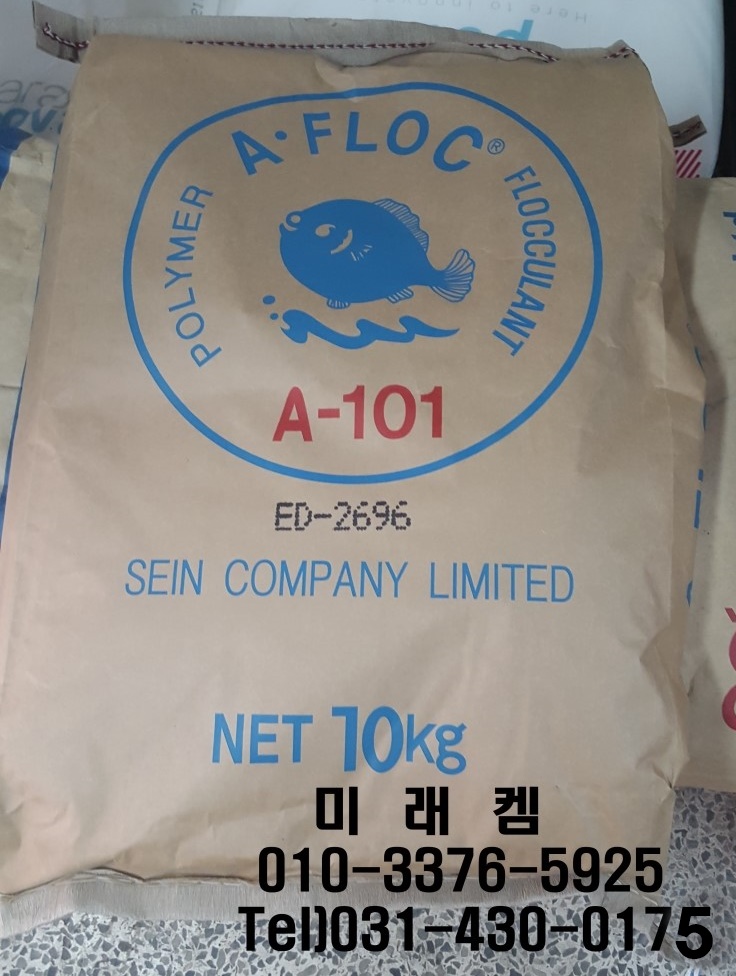 A·FLOC®
POLYMER
FLOCCULANT
A-101
ED-2696
SEIN COMPANY LIMITED
NET 10kg
미 래 켐
010-3376-5925
Tel)031-430-0175